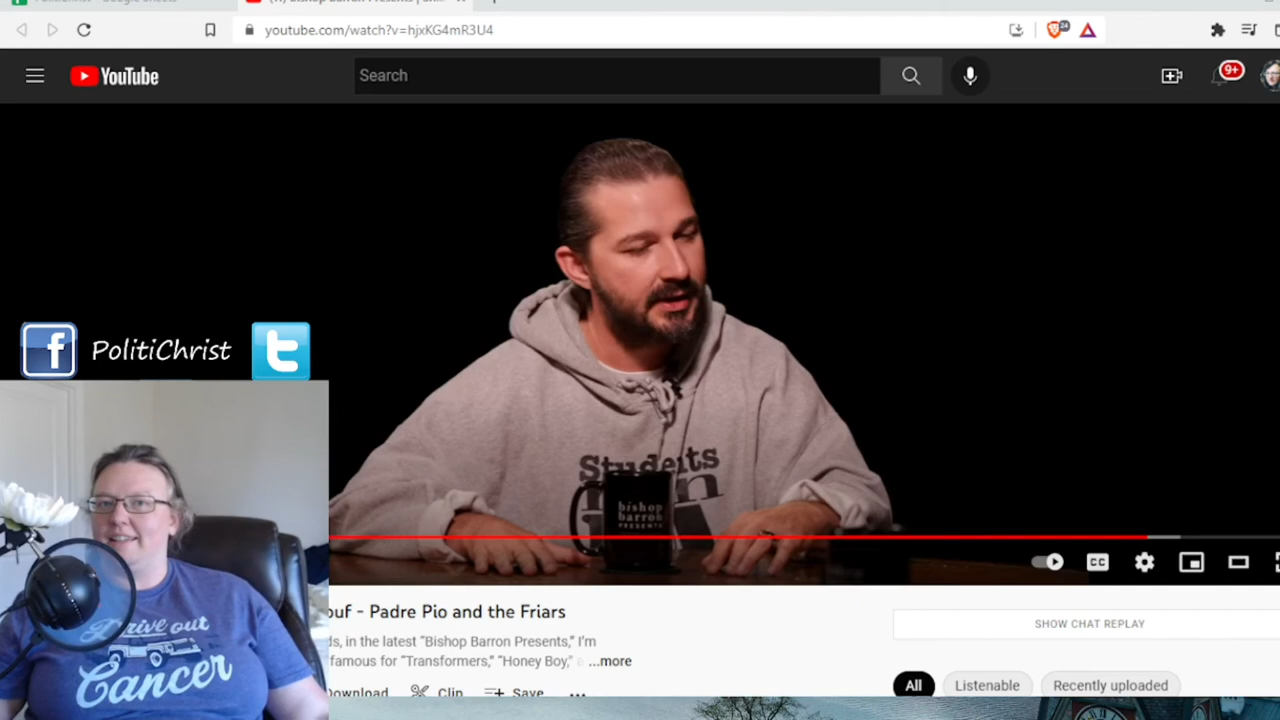 youtube.com/watch?v=hjxKG4mR3U4
24
YouTube
Search
9+
f PolitiChrist t
Students
bishop
barron
PRESENTS
CC
Drive out
Cancer
ouf - Padre Pio and the Friars
ds, in the latest “Bishop Barron Presents,” I’m
famous for “Transformers,” “Honey Boy,” a ...more
Download Clip Save ...
SHOW CHAT REPLAY
All Listenable Recently uploaded